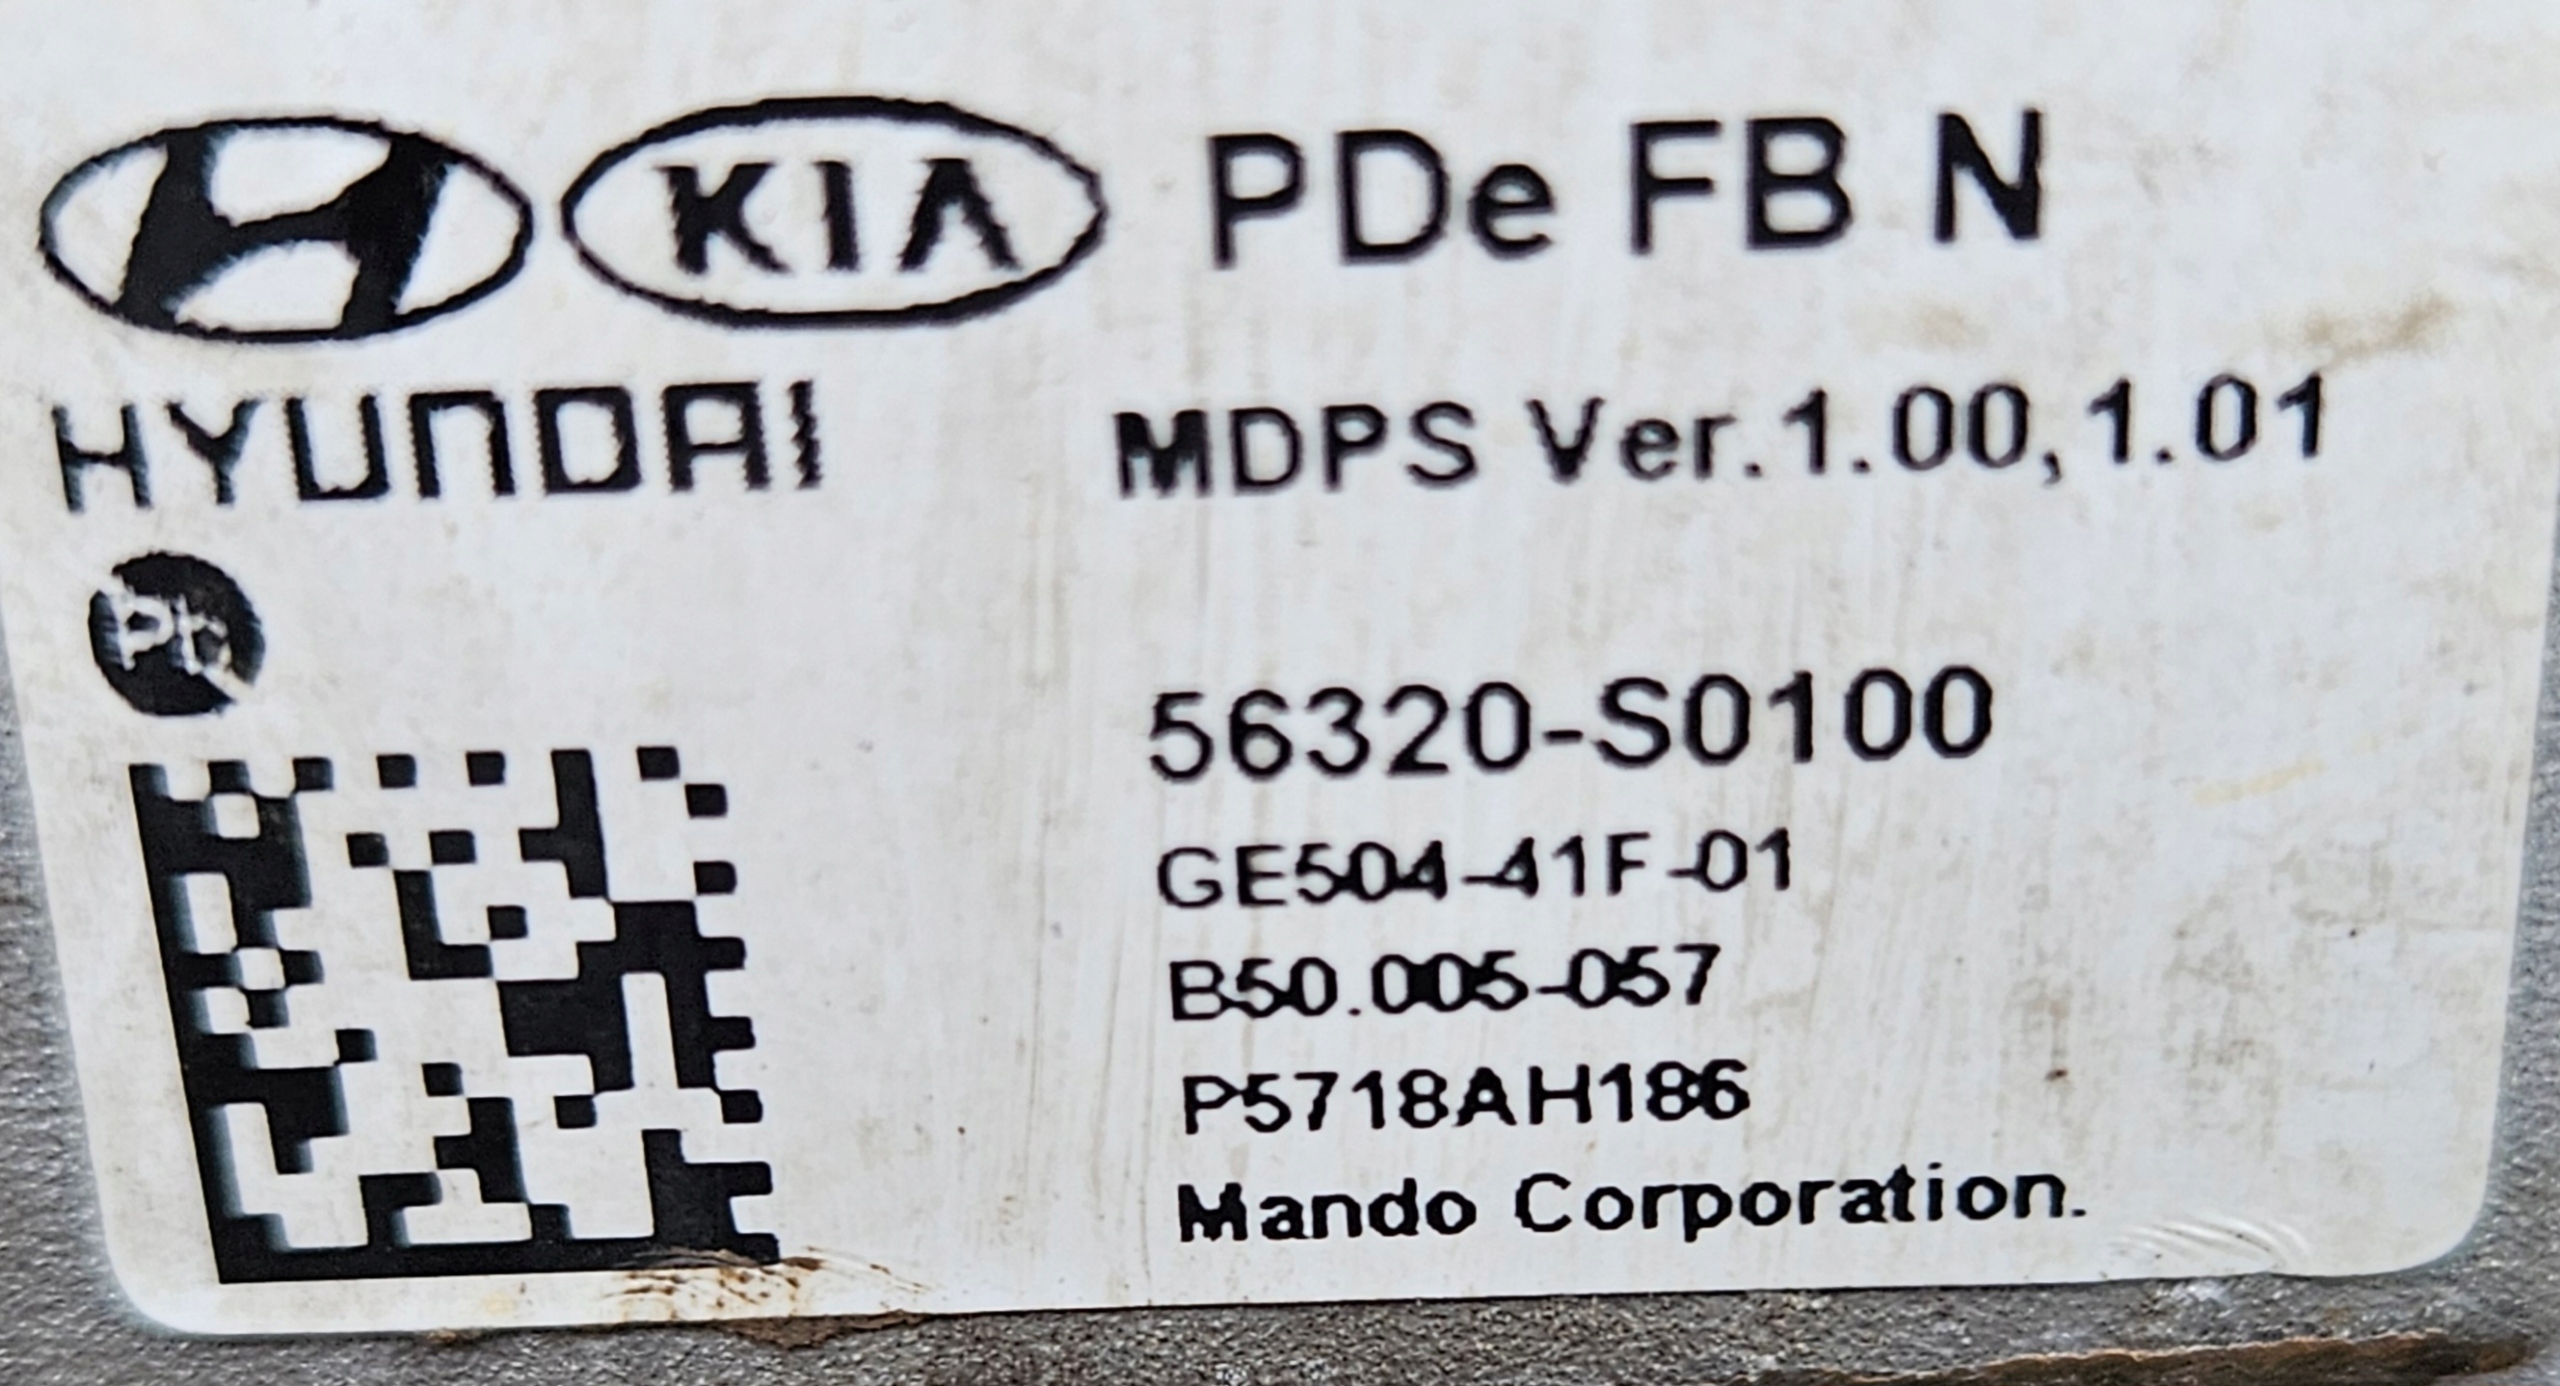 KIA PDe FB N
HYUNDAI MDPS Ver.1.00,1.01
Pb
56320-S0100
GE504-41F-01
B50.005-057
P5718AH186
Mando Corporation.